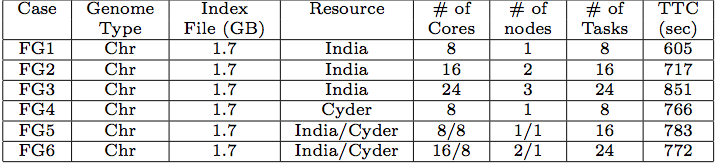 Case Genome Index Resource # of # of # of TTC
Type File (GB) Cores nodes Tasks (sec)
FG1 Chr 1.7 India 8 1 8 605
FG2 Chr 1.7 India 16 2 16 717
FG3 Chr 1.7 India 24 3 24 851
FG4 Chr 1.7 Cyder 8 1 8 766
FG5 Chr 1.7 India/Cyder 8/8 1/1 16 783
FG6 Chr 1.7 India/Cyder 16/8 2/1 24 772